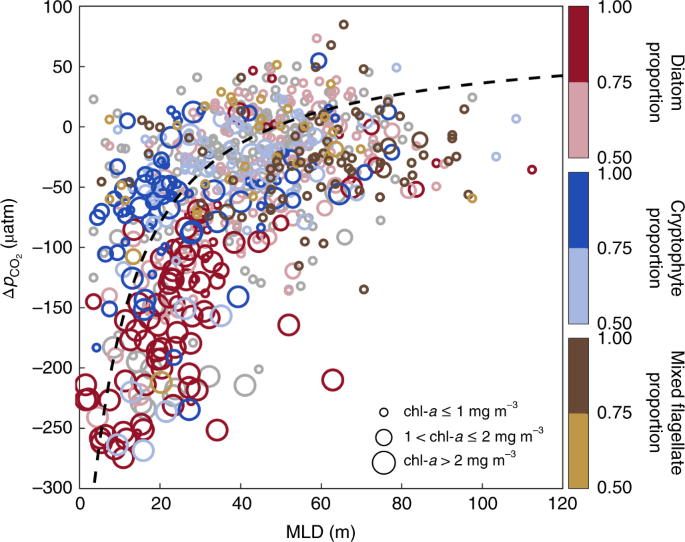 100
50
0
−50
−100
−150
−200
−250
−300
ΔpCO2 (μatm)
0
20
40
60
80
100
120
MLD (m)
chl-a ≤ 1 mg m−3
1 < chl-a ≤ 2 mg m−3
chl-a > 2 mg m−3
1.00
0.75
0.50
Diatom
proportion
1.00
0.75
0.50
Cryptophyte
proportion
1.00
0.75
0.50
Mixed flagellate
proportion